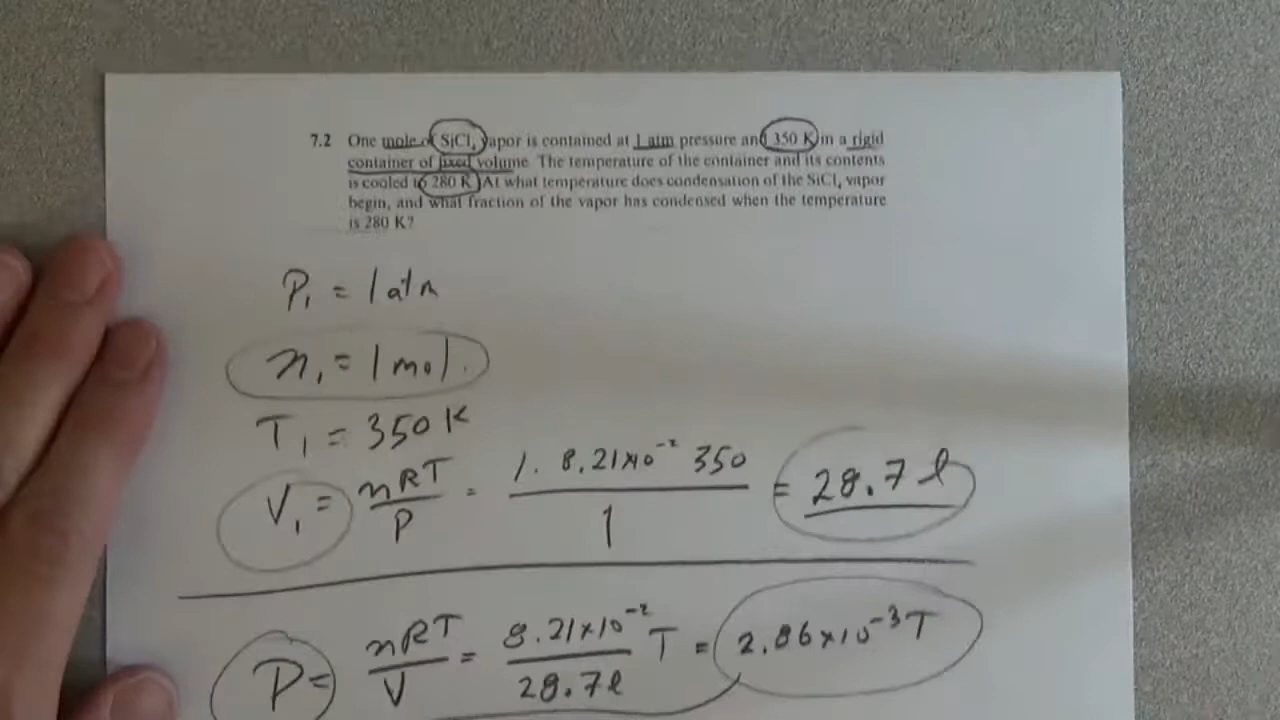 7.2 One mole of SiCl₄ vapor is contained at 1 atm pressure and 350 K in a rigid
container of fixed volume. The temperature of the container and its contents
is cooled to 280 K. At what temperature does condensation of the SiCl₄ vapor
begin, and what fraction of the vapor has condensed when the temperature
is 280 K?
P₁ = 1 atm
n₁ = 1 mol.
T₁ = 350 K
V₁ = nRT/P = 1. 8.21×10⁻² 350/1 = 28.7 l
P = nRT/V = 8.21×10⁻²/28.7 l T = 2.86×10⁻³ T